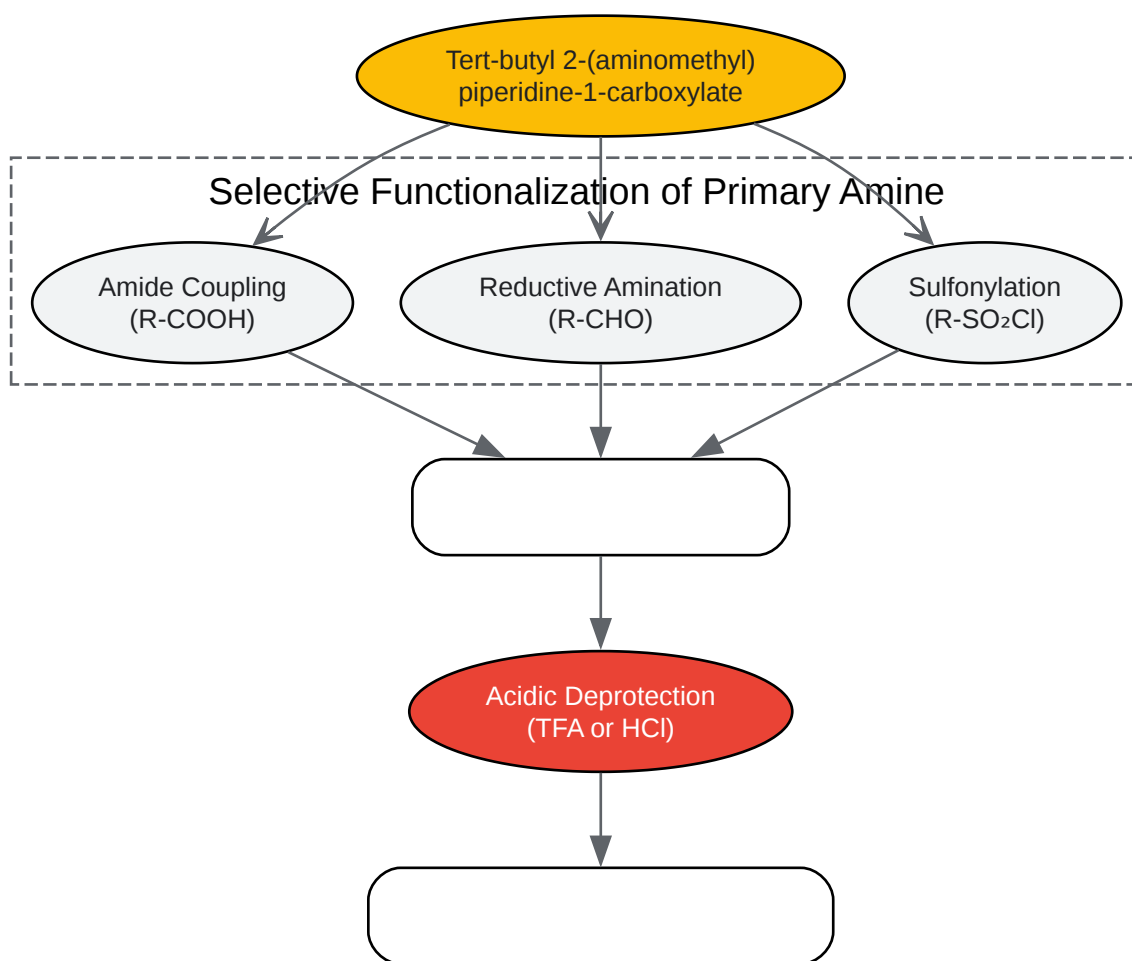 Tert-butyl 2-(aminomethyl)
piperidine-1-carboxylate
Selective Functionalization of Primary Amine
Amide Coupling
(R-COOH)
Reductive Amination
(R-CHO)
Sulfonylation
(R-SO₂Cl)
Acidic Deprotection
(TFA or HCl)